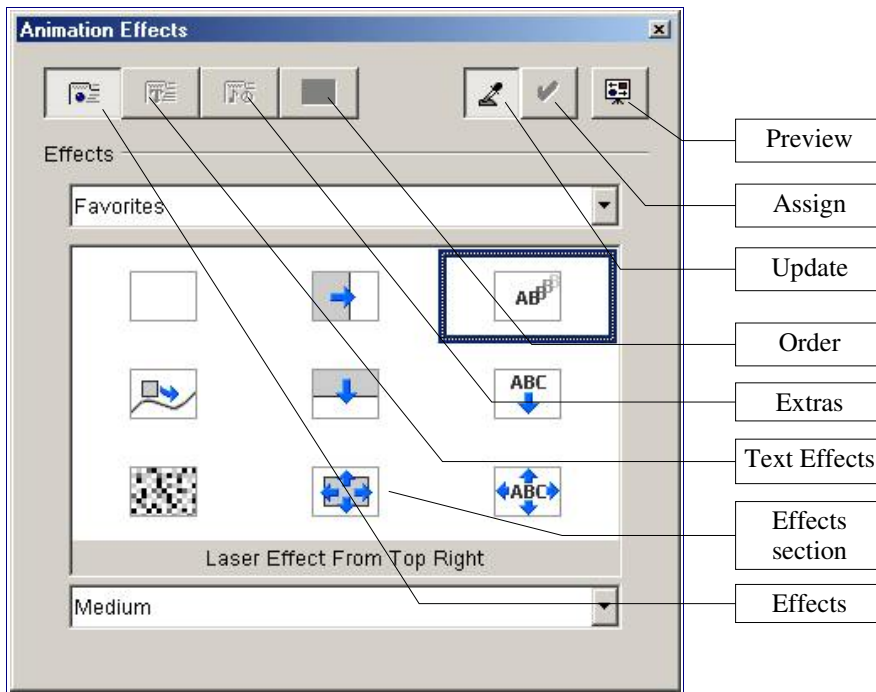 Animation Effects
Effects
Favorites
ABB
ABC
ABC
Laser Effect From Top Right
Medium
Preview
Assign
Update
Order
Extras
Text Effects
Effects
section
Effects